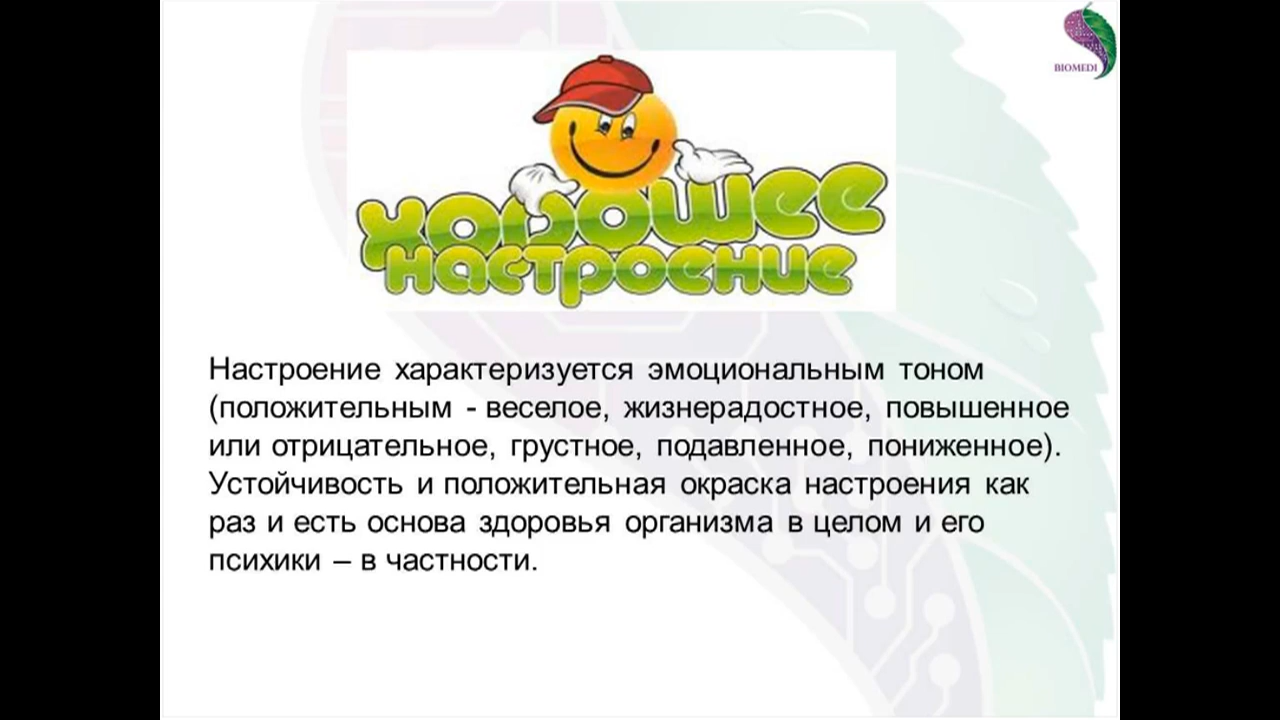 BIOMEDI
хорошее
настроение
Настроение характеризуется эмоциональным тоном
(положительным - веселое, жизнерадостное, повышенное
или отрицательное, грустное, подавленное, пониженное).
Устойчивость и положительная окраска настроения как
раз и есть основа здоровья организма в целом и его
психики – в частности.